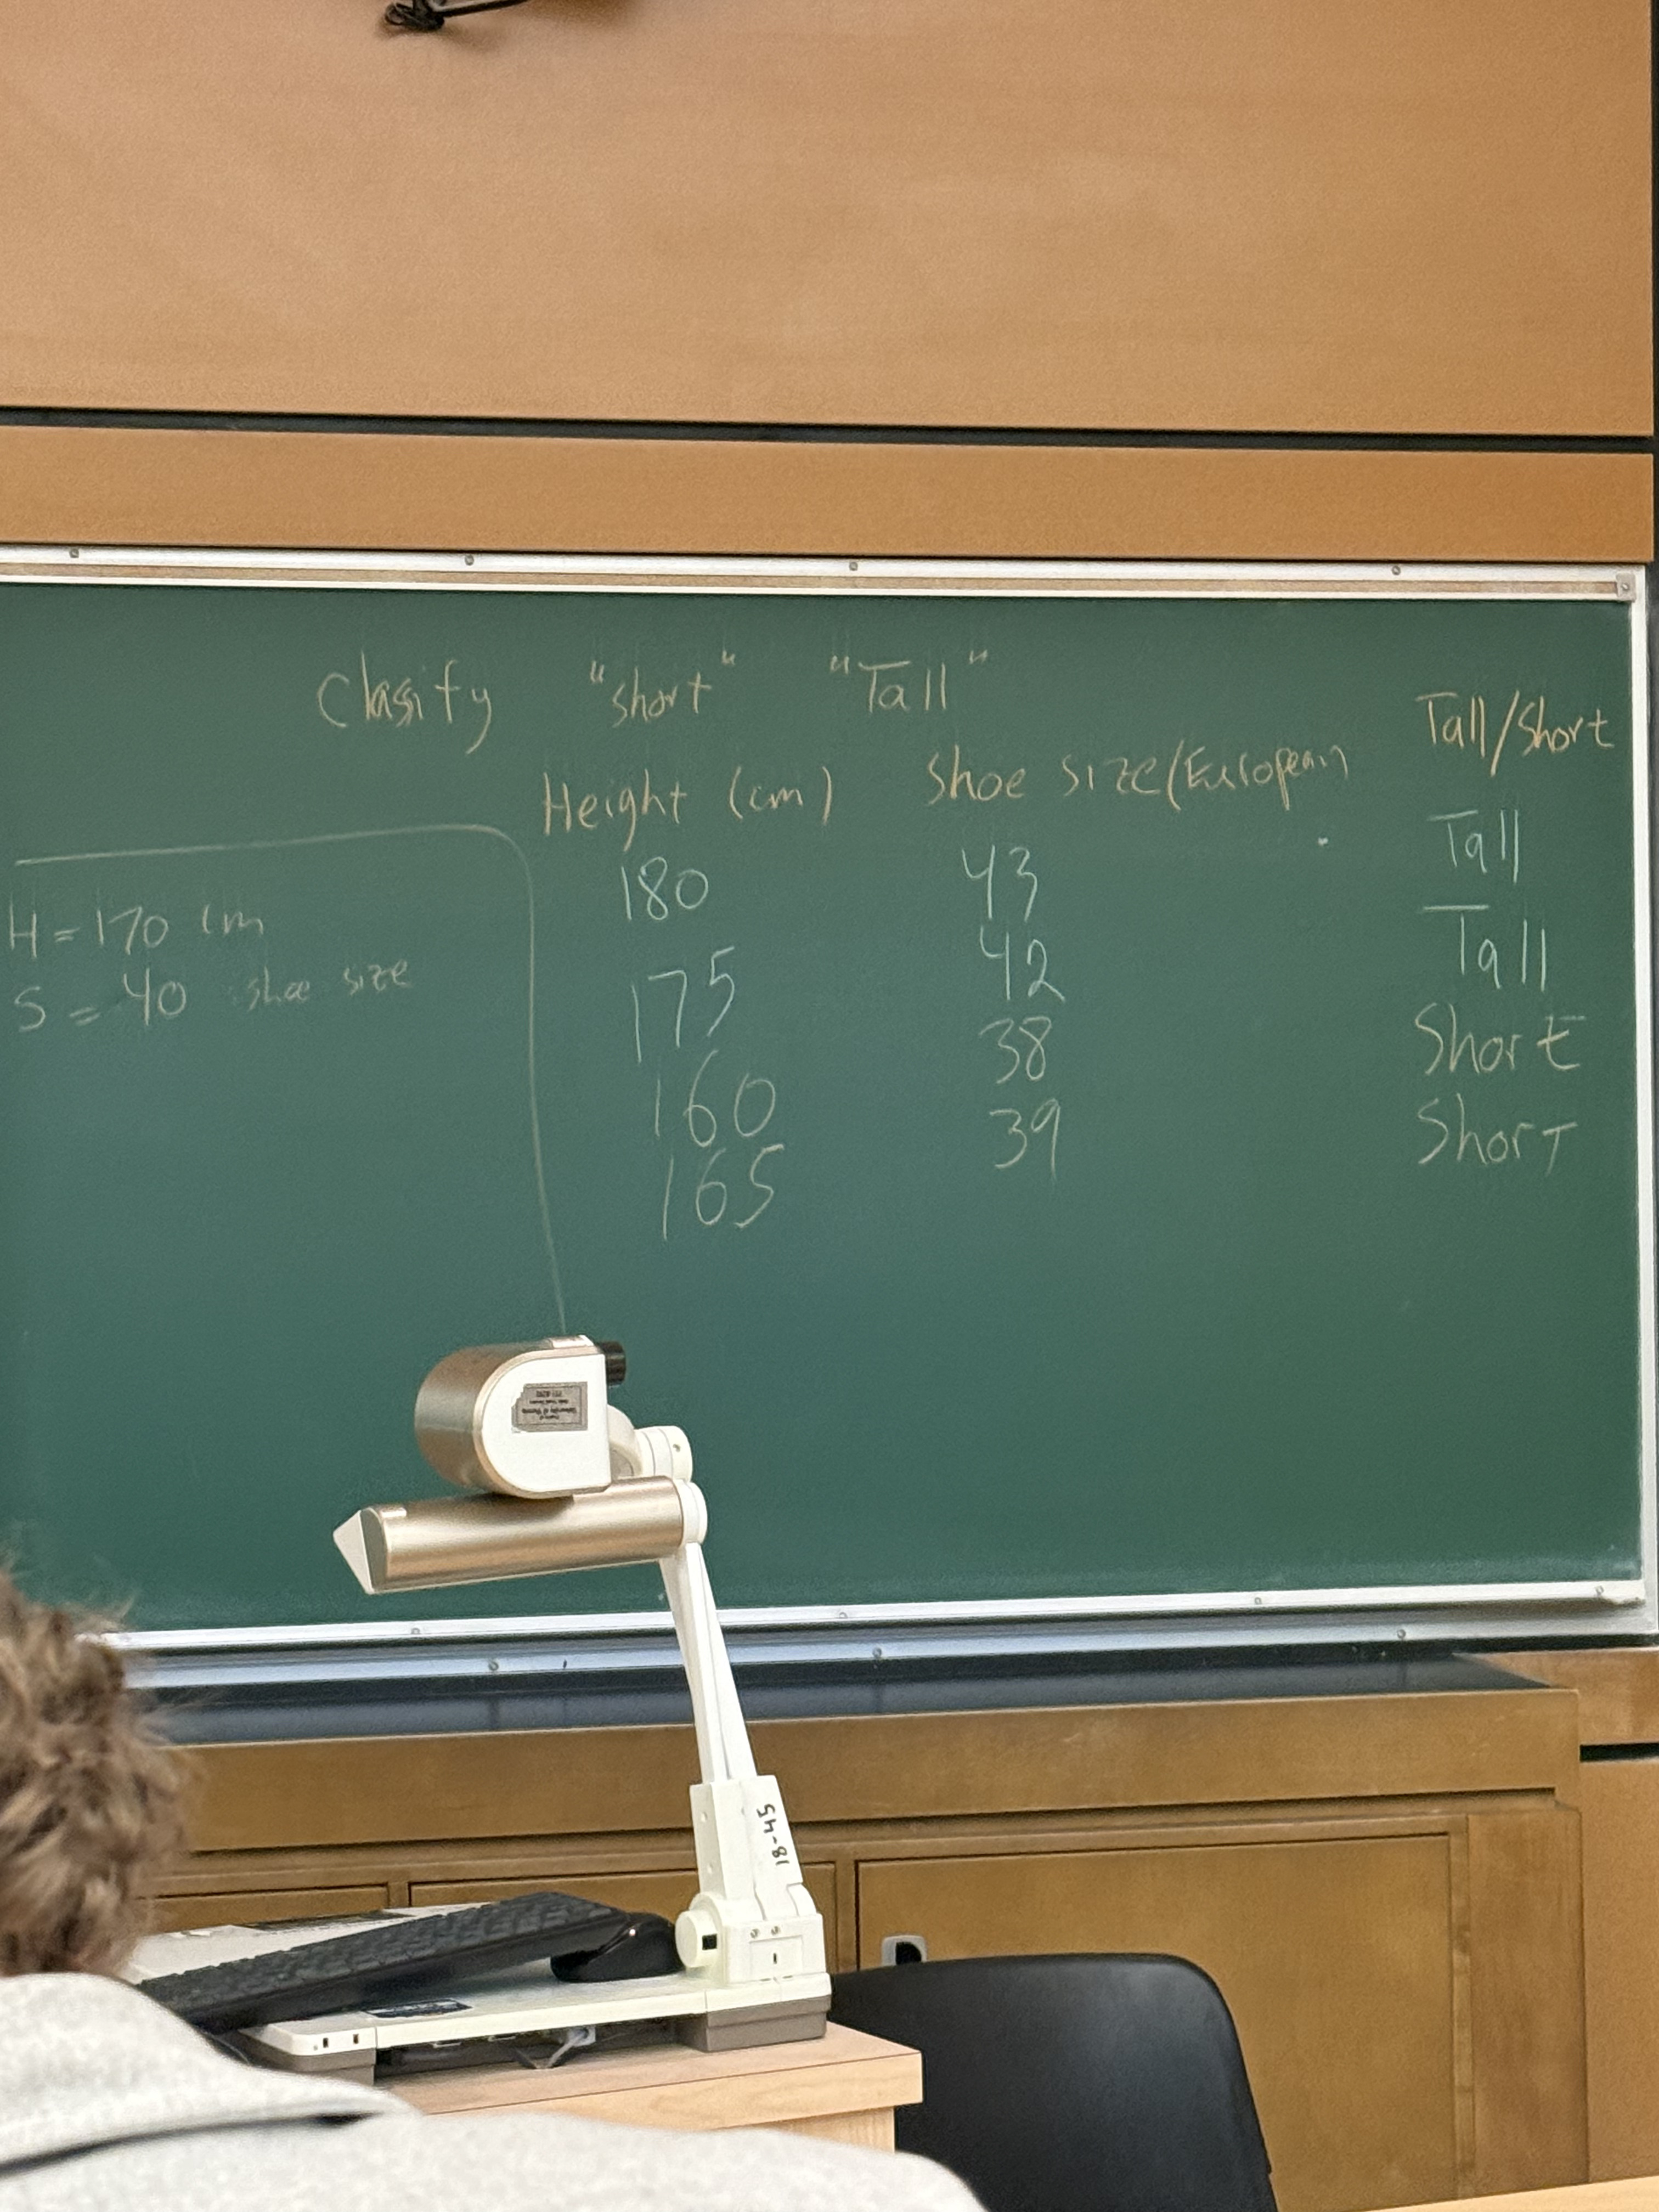 Clasify "short" "Tall"
Height (cm) Shoe size (European) Tall/Short
180 43 Tall
175 42 Tall
160 38 Short
165 39 Short
H = 170 cm
S = 40 shoe size
18-45